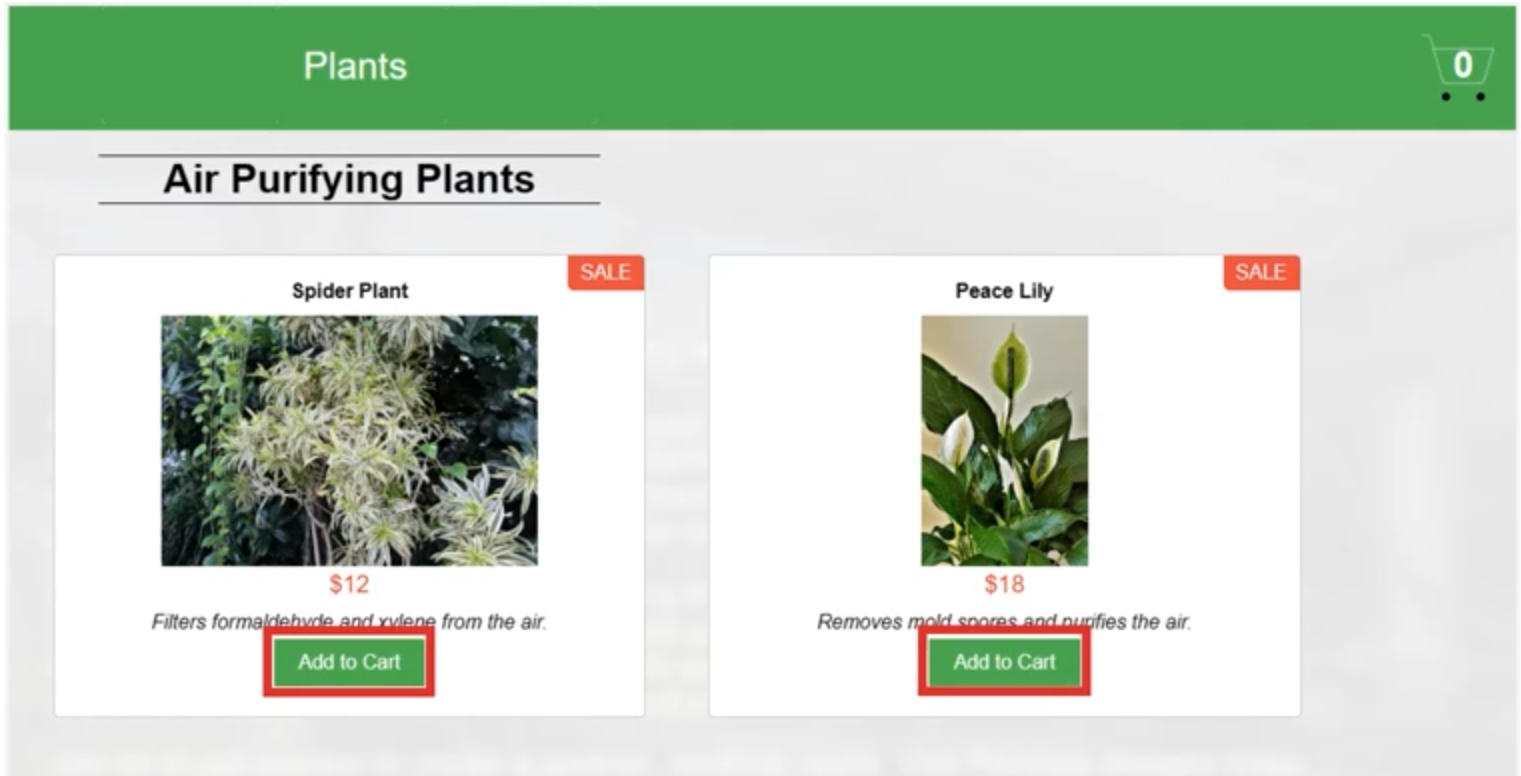 Plants
0
Air Purifying Plants
SALE
Spider Plant
$12
Filters formaldehyde and xylene from the air.
Add to Cart
SALE
Peace Lily
$18
Removes mold spores and purifies the air.
Add to Cart